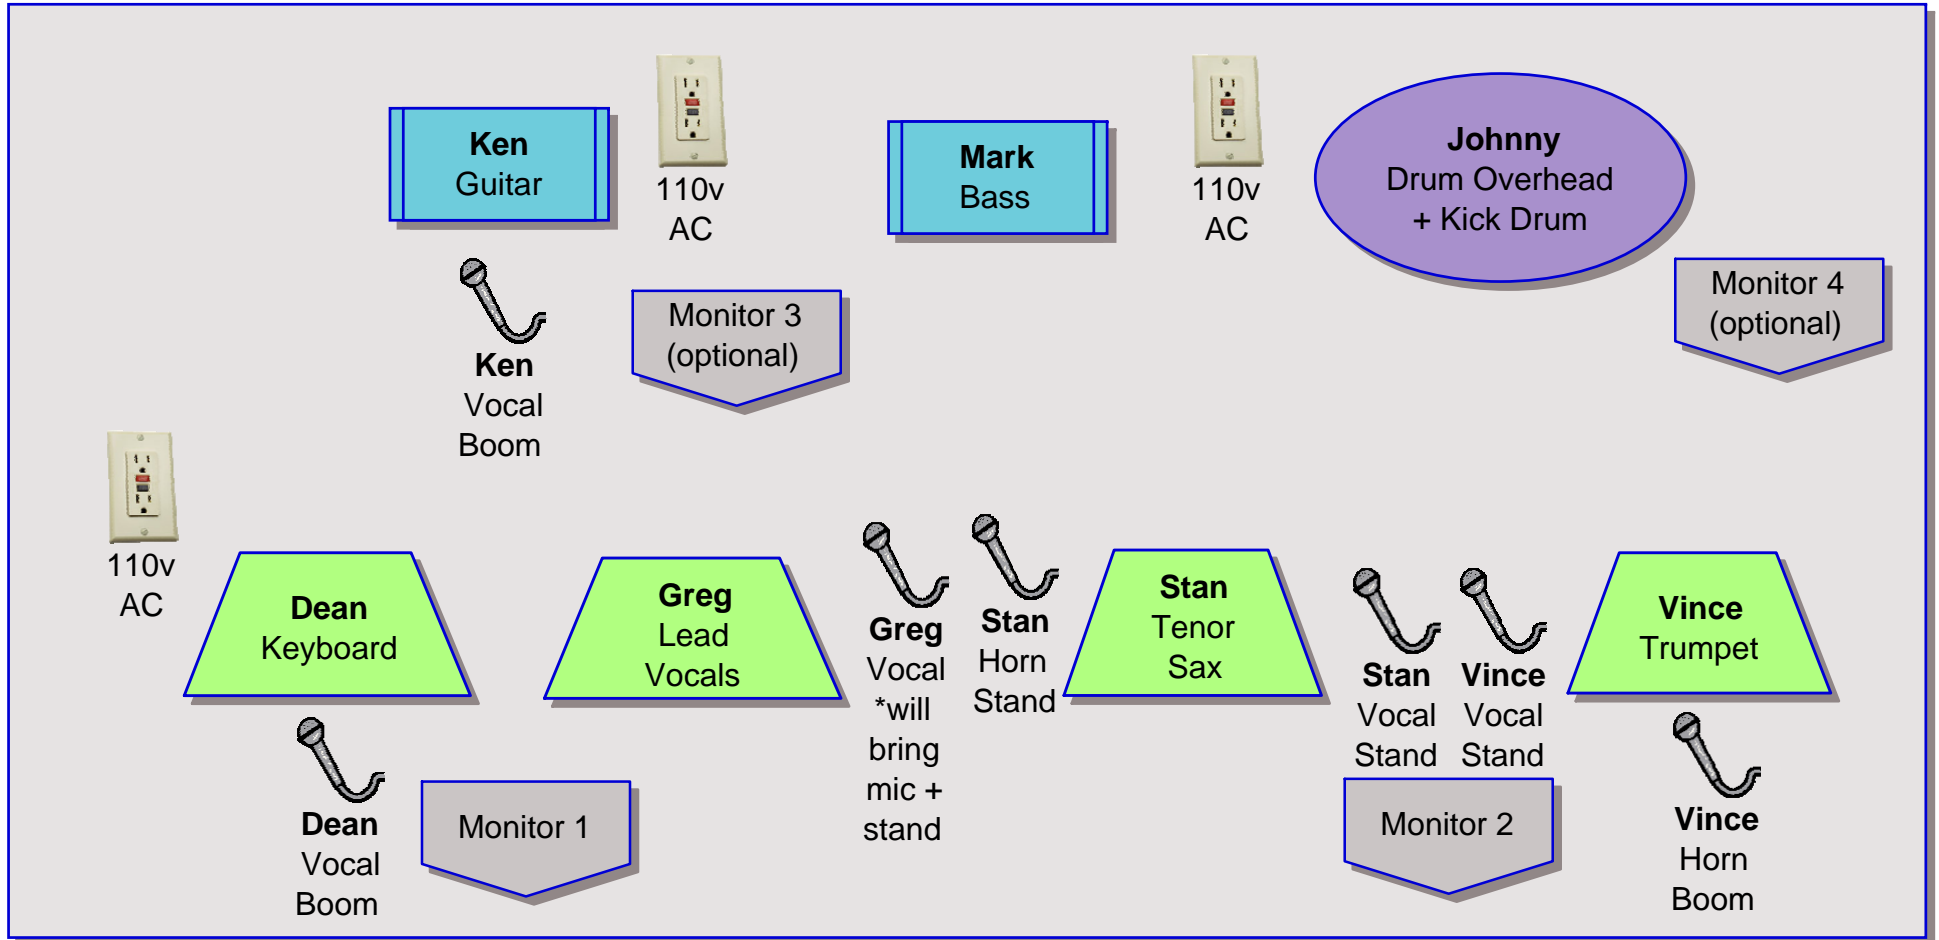 Ken
Guitar
110v
AC
Mark
Bass
110v
AC
Johnny
Drum Overhead
+ Kick Drum
Ken
Vocal
Boom
Monitor 3
(optional)
Monitor 4
(optional)
110v
AC
Dean
Keyboard
Greg
Lead
Vocals
Greg
Vocal
*will
bring
mic +
stand
Stan
Horn
Stand
Stan
Tenor
Sax
Stan
Vocal
Stand
Vince
Vocal
Stand
Vince
Trumpet
Dean
Vocal
Boom
Monitor 1
Monitor 2
Vince
Horn
Boom